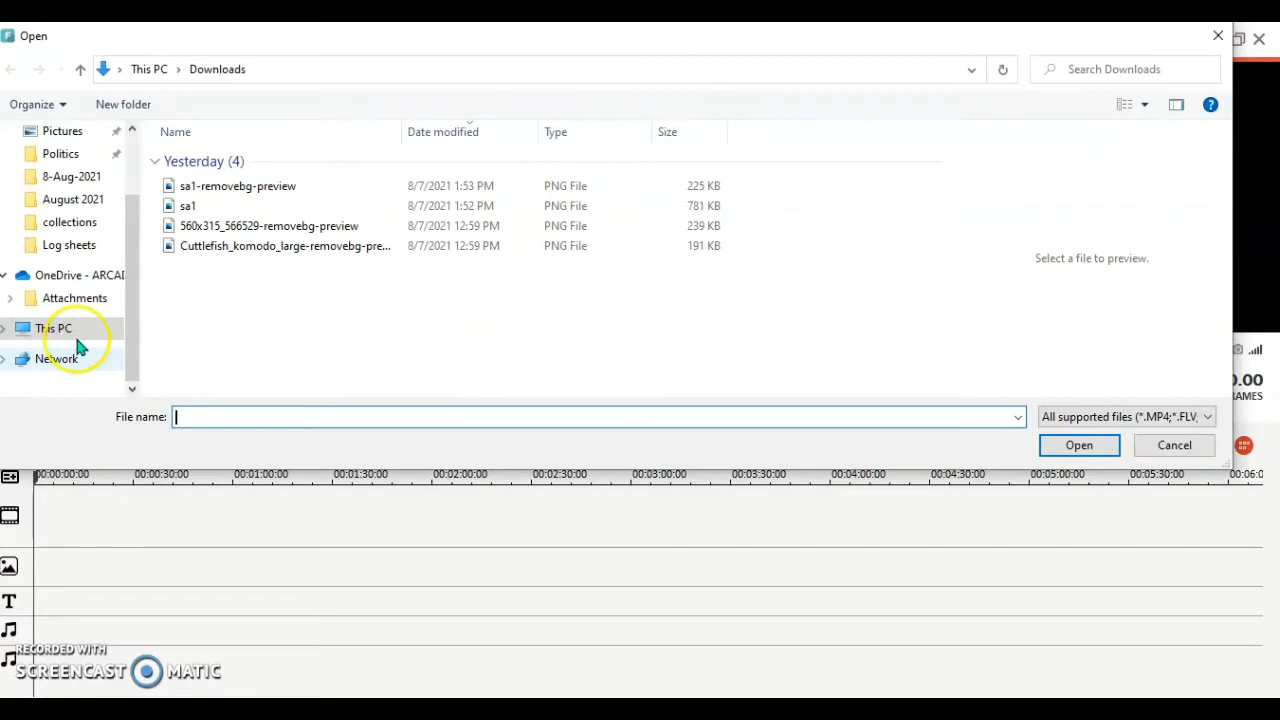 Open
This PC > Downloads
Search Downloads
Organize
New folder
Pictures
Politics
8-Aug-2021
August 2021
collections
Log sheets
OneDrive - ARCAD
Attachments
This PC
Network
Name Date modified Type Size
Yesterday (4)
sa1-removebg-preview 8/7/2021 1:53 PM PNG File 225 KB
sa1 8/7/2021 1:52 PM PNG File 781 KB
560x315_566529-removebg-preview 8/7/2021 12:59 PM PNG File 239 KB
Cuttlefish_komodo_large-removebg-pre... 8/7/2021 12:59 PM PNG File 191 KB
Select a file to preview.
File name:
All supported files (*.MP4;*.FLV;
Open
Cancel
0.00
AMES
00:00:00:00 00:00:30:00 00:01:00:00 00:01:30:00 00:02:00:00 00:02:30:00 00:03:00:00 00:03:30:00 00:04:00:00 00:04:30:00 00:05:00:00 00:05:30:00 00:06:0
T
RECORDED WITH
SCREENCAST MATIC